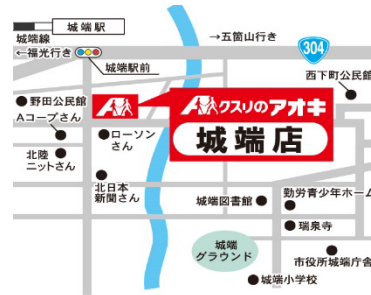 城端駅
城端線
←福光行き
→五箇山行き
304
城端駅前
西下町公民館
野田公民館
クスリのアオキ
城端店
Aコープさん
ローソン
さん
北陸
ニットさん
北日本
新聞さん
城端図書館
勤労青少年ホーム
瑞泉寺
城端
グラウンド
市役所城端庁舎
城端小学校